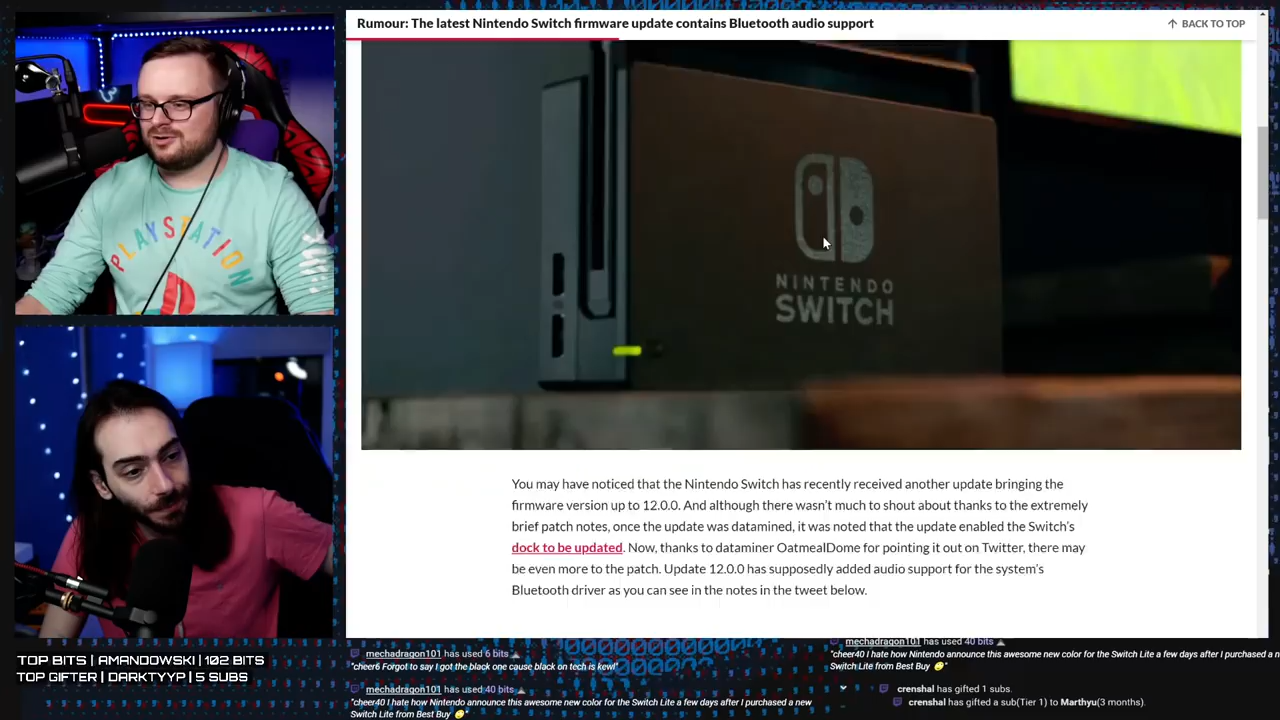 Rumour: The latest Nintendo Switch firmware update contains Bluetooth audio support
BACK TO TOP
PLAYSTATION
NINTENDO
SWITCH
You may have noticed that the Nintendo Switch has recently received another update bringing the
firmware version up to 12.0.0. And although there wasn't much to shout about thanks to the extremely
brief patch notes, once the update was datamined, it was noted that the update enabled the Switch's
dock to be updated. Now, thanks to dataminer OatmealDome for pointing it out on Twitter, there may
be even more to the patch. Update 12.0.0 has supposedly added audio support for the system's
Bluetooth driver as you can see in the notes in the tweet below.
TOP BITS | AMANDOWSKI | 102 BITS
TOP GIFTER | DARKTYYP | 5 SUBS
mechadragon101 has used 6 bits
"cheer6 Forgot to say I got the black one cause black on tech is kewl"
mechadragon101 has used 40 bits
"cheer40 I hate how Nintendo announce this awesome new color for the Switch Lite a few days after I purchased a new
Switch Lite from Best Buy"
mechadragon101 has used 40 bits
"cheer40 I hate how Nintendo announce this awesome new color for the Switch Lite a few days after I purchased a n
Switch Lite from Best Buy"
crenshal has gifted 1 subs.
crenshal has gifted a sub(Tier 1) to Marthyu(3 months).